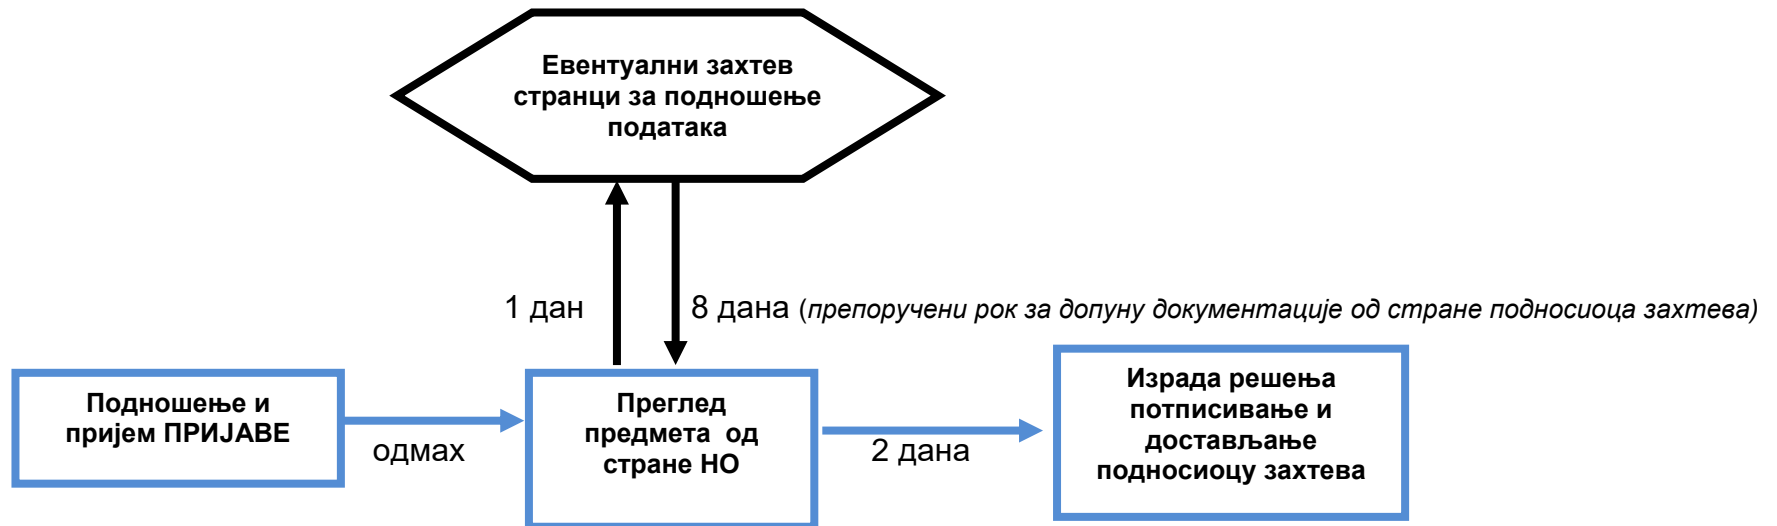 Евентуални захтев
странци за подношење
података
1 дан
8 дана (препоручени рок за допуну документације од стране подносиоца захтева)
Подношење и
пријем ПРИЈАВЕ
одмах
Преглед
предмета од
стране НО
2 дана
Израда решења
потписивање и
достављање
подносиоцу захтева